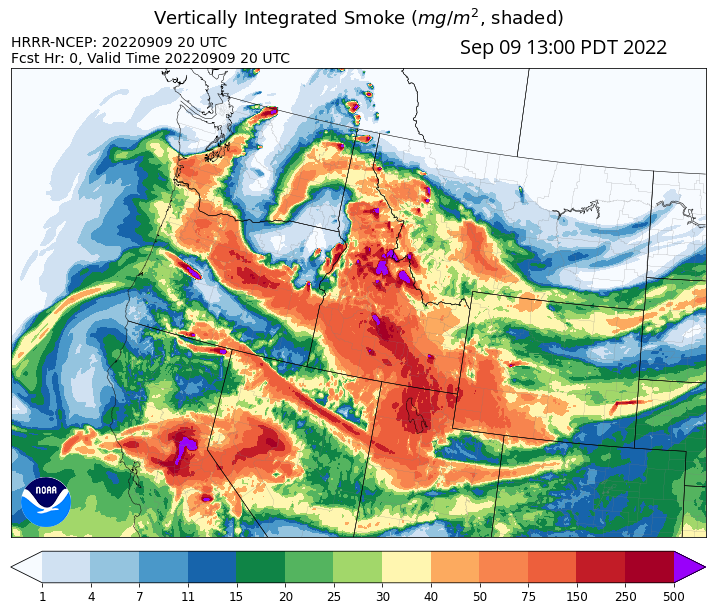 Vertically Integrated Smoke (mg/m², shaded)
HRRR-NCEP: 20220909 20 UTC
Sep 09 13:00 PDT 2022
Fcst Hr: 0, Valid Time 20220909 20 UTC
NOAA
1 4 7 11 15 20 25 30 40 50 75 150 250 500